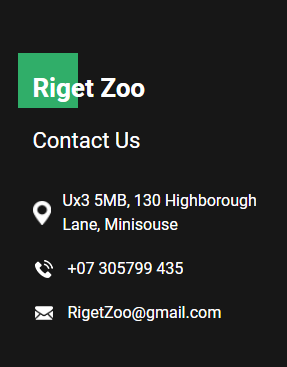 Riget Zoo
Contact Us
Ux3 5MB, 130 Highborough
Lane, Minisouse
+07 305799 435
RigetZoo@gmail.com